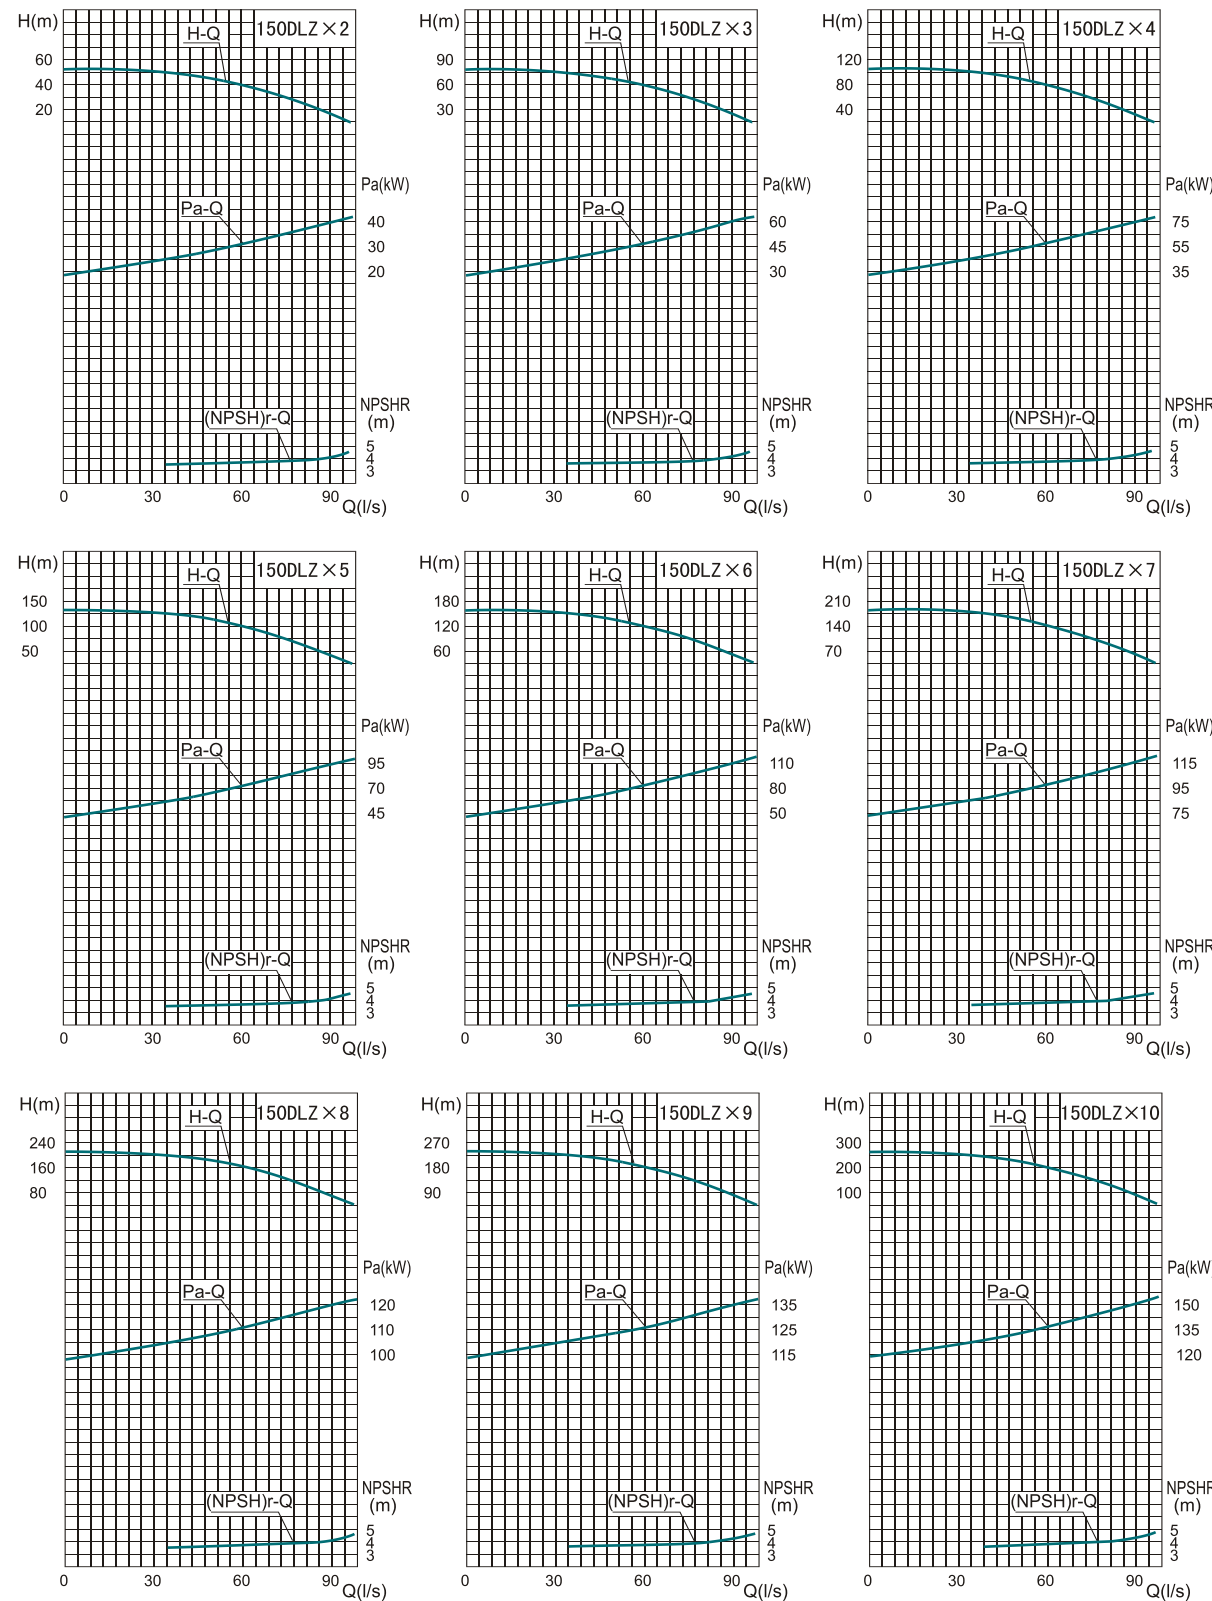 H(m)
H-Q
150DLZ×2
60
40
20
Pa(kW)
Pa-Q
40
30
20
NPSHR
(m)
(NPSH)r-Q
5
4
3
0 30 60 90
Q(l/s)
H(m)
H-Q
150DLZ×3
90
60
30
Pa(kW)
Pa-Q
60
45
30
NPSHR
(m)
(NPSH)r-Q
5
4
3
0 30 60 90
Q(l/s)
H(m)
H-Q
150DLZ×4
120
80
40
Pa(kW)
Pa-Q
75
55
35
NPSHR
(m)
(NPSH)r-Q
5
4
3
0 30 60 90
Q(l/s)
H(m)
H-Q
150DLZ×5
150
100
50
Pa(kW)
Pa-Q
95
70
45
NPSHR
(m)
(NPSH)r-Q
5
4
3
0 30 60 90
Q(l/s)
H(m)
H-Q
150DLZ×6
180
120
60
Pa(kW)
Pa-Q
110
80
50
NPSHR
(m)
(NPSH)r-Q
5
4
3
0 30 60 90
Q(l/s)
H(m)
H-Q
150DLZ×7
210
140
70
Pa(kW)
Pa-Q
115
95
75
NPSHR
(m)
(NPSH)r-Q
5
4
3
0 30 60 90
Q(l/s)
H(m)
H-Q
150DLZ×8
240
160
80
Pa(kW)
Pa-Q
120
110
100
NPSHR
(m)
(NPSH)r-Q
5
4
3
0 30 60 90
Q(l/s)
H(m)
H-Q
150DLZ×9
270
180
90
Pa(kW)
Pa-Q
135
125
115
NPSHR
(m)
(NPSH)r-Q
5
4
3
0 30 60 90
Q(l/s)
H(m)
H-Q
150DLZ×10
300
200
100
Pa(kW)
Pa-Q
150
135
120
NPSHR
(m)
(NPSH)r-Q
5
4
3
0 30 60 90
Q(l/s)